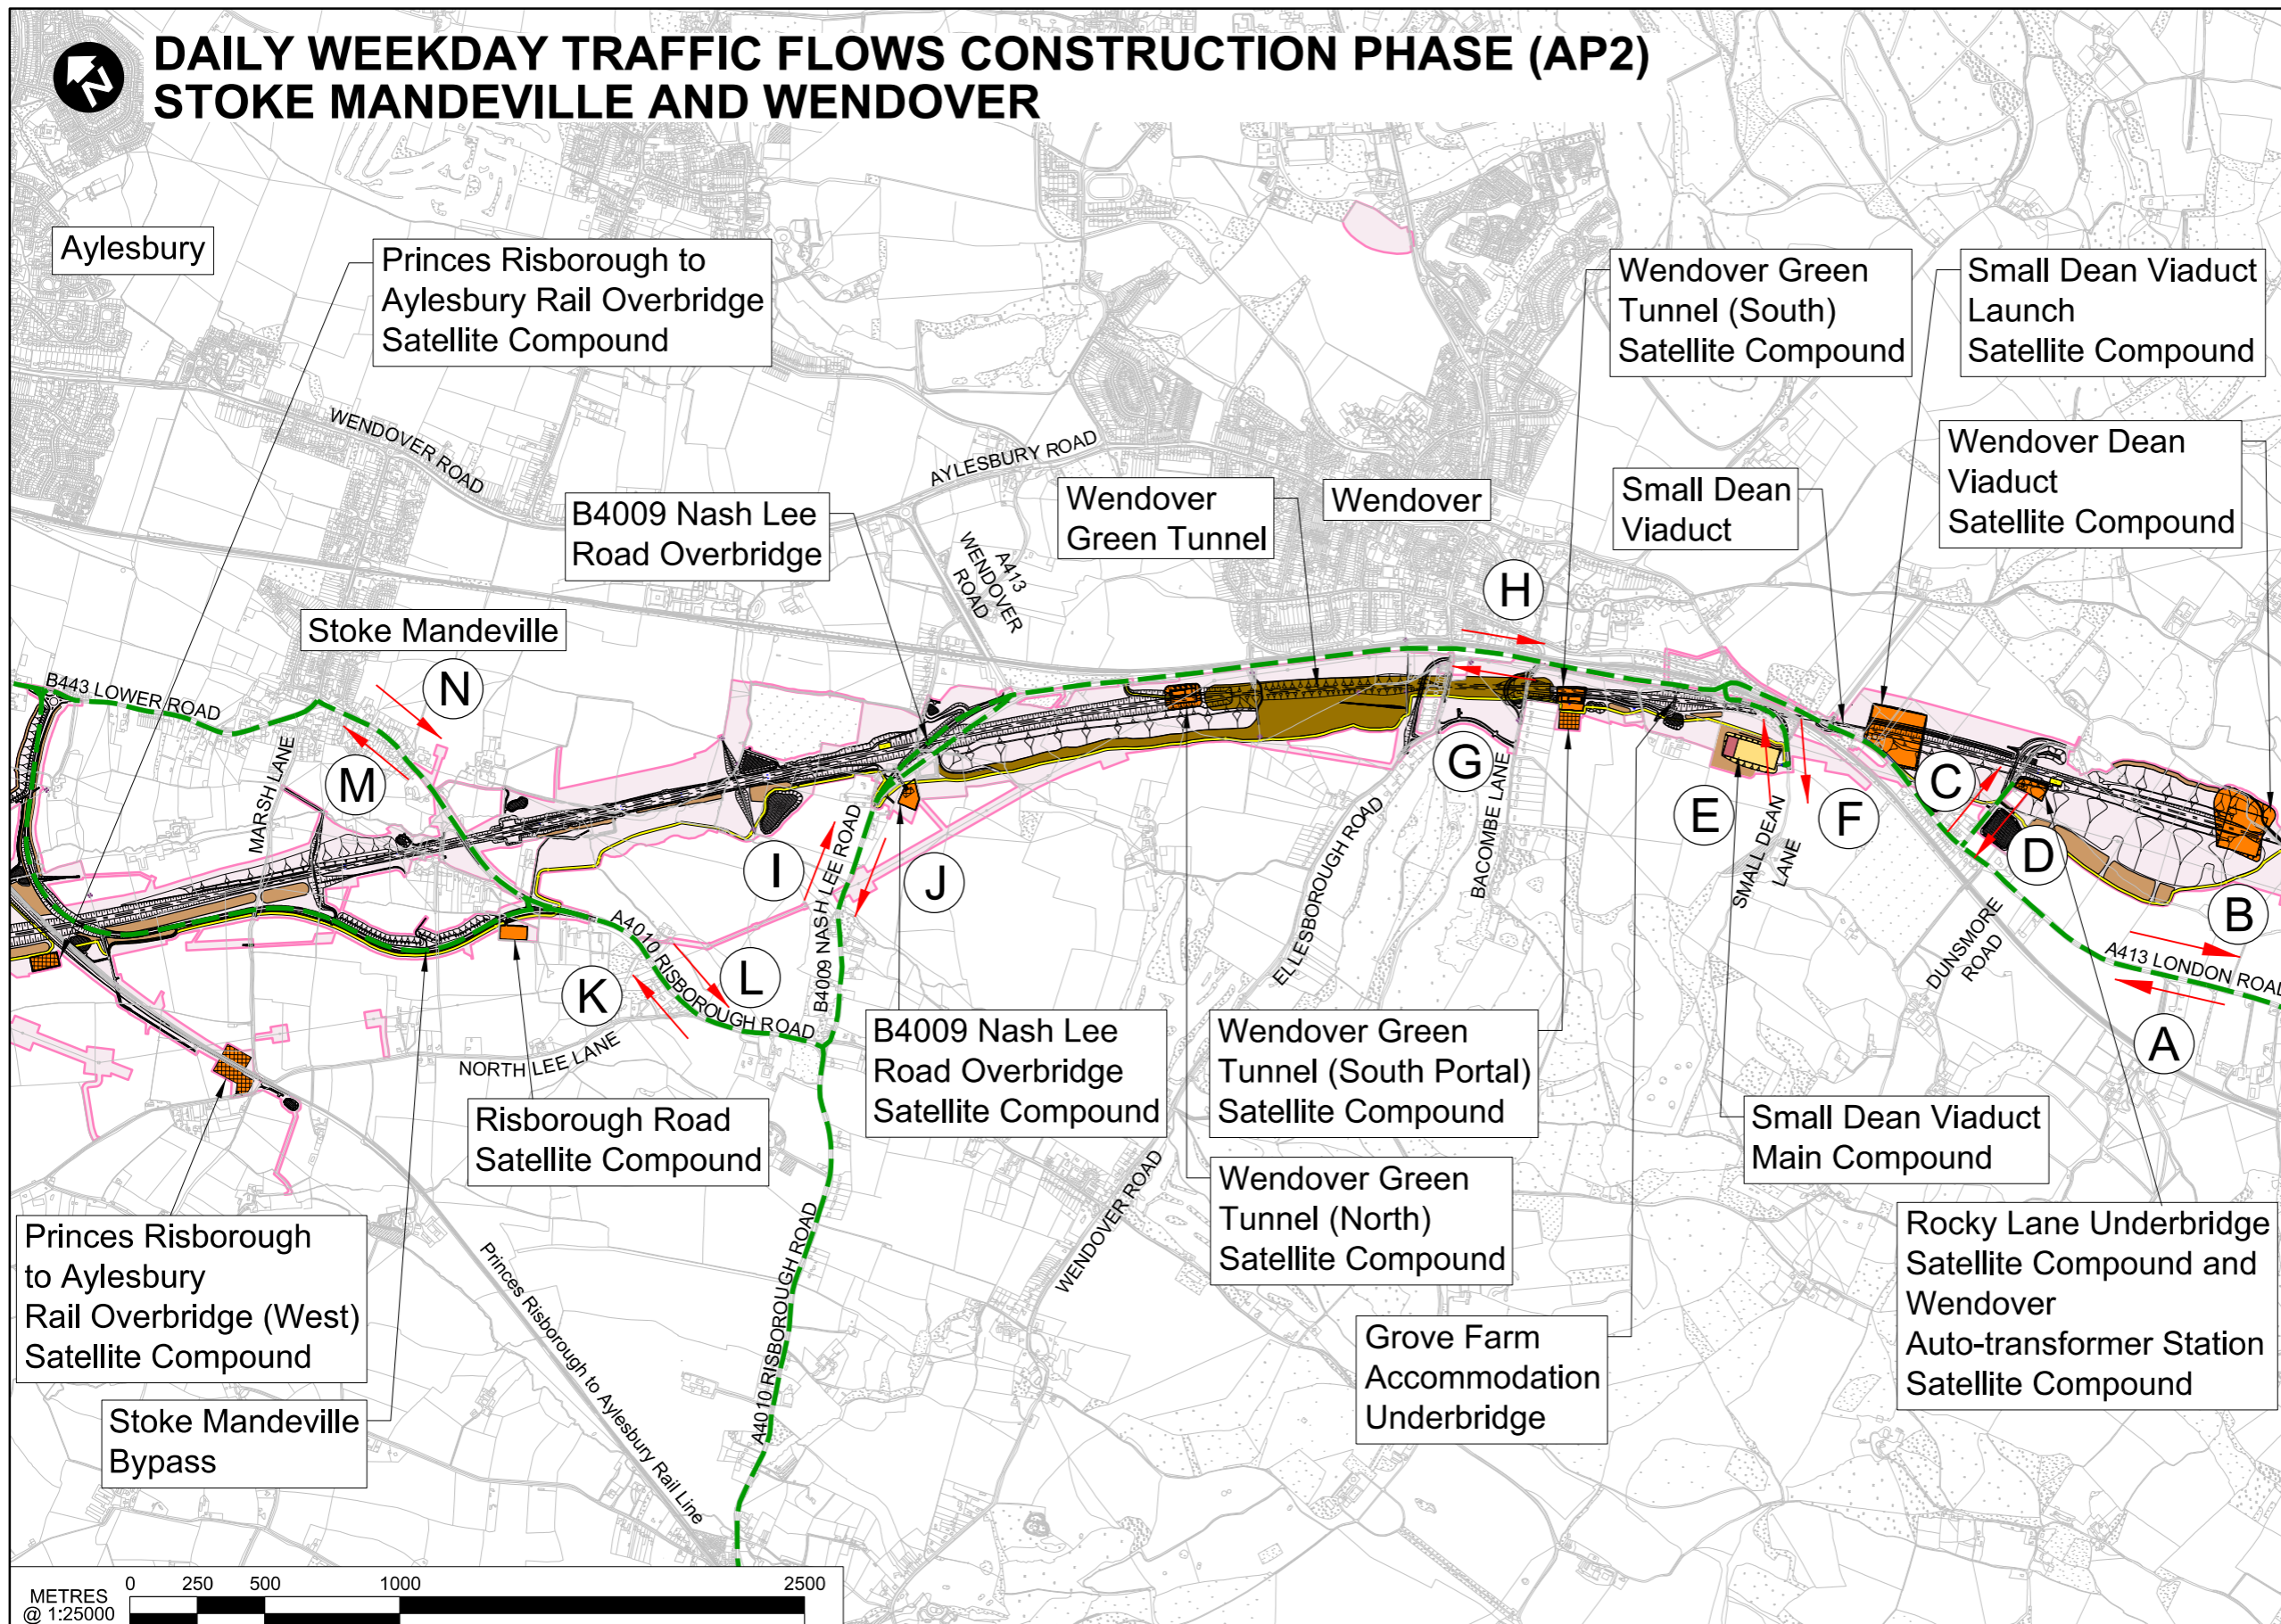 N
DAILY WEEKDAY TRAFFIC FLOWS CONSTRUCTION PHASE (AP2)
STOKE MANDEVILLE AND WENDOVER
Aylesbury
Princes Risborough to
Aylesbury Rail Overbridge
Satellite Compound
Wendover Green
Tunnel (South)
Satellite Compound
Small Dean Viaduct
Launch
Satellite Compound
WENDOVER ROAD
AYLESBURY ROAD
Wendover Dean
Viaduct
Satellite Compound
B4009 Nash Lee
Road Overbridge
Wendover
Green Tunnel
Wendover
Small Dean
Viaduct
A413
WENDOVER
ROAD
H
Stoke Mandeville
N
B443 LOWER ROAD
M
MARSH LANE
G
C
E
F
D
I
J
B
SMALL DEAN
LANE
BACOMBE LANE
ELLESBOROUGH ROAD
B4009 NASH LEE ROAD
DUNSMORE
ROAD
A413 LONDON ROAD
A
A4010 RISBOROUGH ROAD
L
K
NORTH LEE LANE
B4009 Nash Lee
Road Overbridge
Satellite Compound
Wendover Green
Tunnel (South Portal)
Satellite Compound
Risborough Road
Satellite Compound
Small Dean Viaduct
Main Compound
Wendover Green
Tunnel (North)
Satellite Compound
WENDOVER ROAD
Princes Risborough
to Aylesbury
Rail Overbridge (West)
Satellite Compound
Rocky Lane Underbridge
Satellite Compound and
Wendover
Auto-transformer Station
Satellite Compound
A4010 RISBOROUGH ROAD
Princes Risborough to Aylesbury Rail Line
Grove Farm
Accommodation
Underbridge
Stoke Mandeville
Bypass
METRES
@ 1:25000
0 250 500 1000 2500